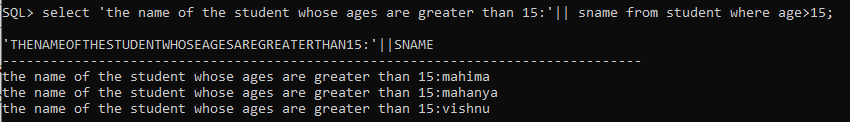 SQL> select 'the name of the student whose ages are greater than 15:'|| sname from student where age>15;
'THENAMEOFTHESTUDENTWHOSEAGESAREGREATERTHAN15:'||SNAME
--------------------------------------------------------------------------------
the name of the student whose ages are greater than 15:mahima
the name of the student whose ages are greater than 15:mahanya
the name of the student whose ages are greater than 15:vishnu